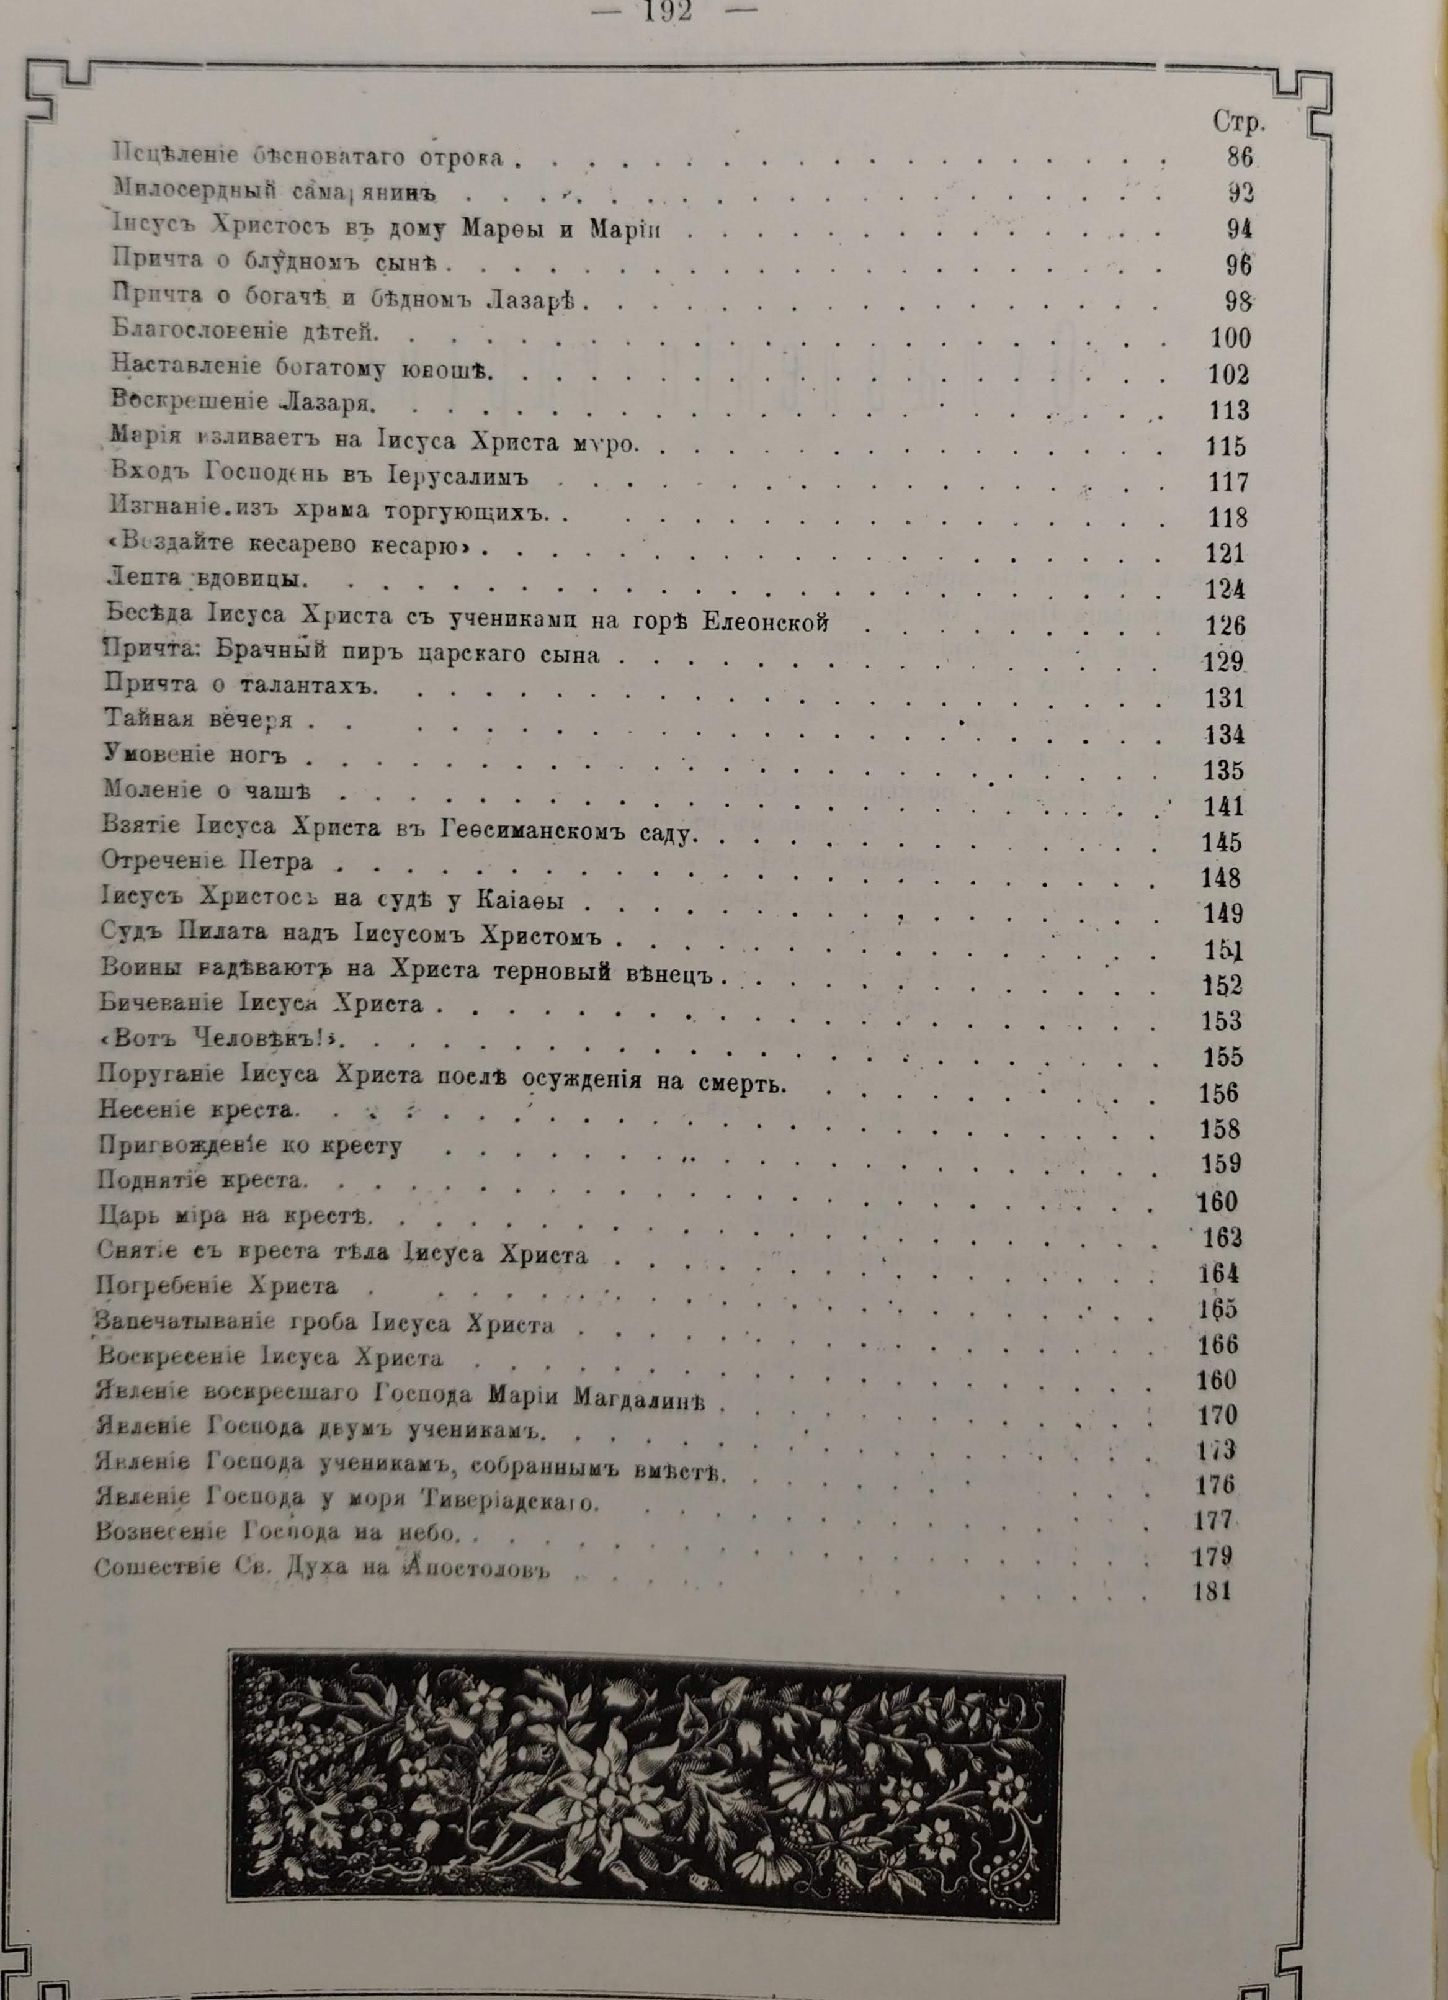 — 192 —
Стр.
Исцѣленіе бѣсноватаго отрока . . . . . . . . . . . . . . . . . . . 86
Милосердный самарянинъ . . . . . . . . . . . . . . . . . . . . 92
Іисусъ Христосъ въ дому Марѳы и Маріи . . . . . . . . . . . . . . 94
Притча о блудномъ сынѣ . . . . . . . . . . . . . . . . . . . . 96
Притча о богачѣ и бѣдномъ Лазарѣ . . . . . . . . . . . . . . . . 98
Благословеніе дѣтей. . . . . . . . . . . . . . . . . . . . . . 100
Наставленіе богатому юношѣ. . . . . . . . . . . . . . . . . . . 102
Воскрешеніе Лазаря. . . . . . . . . . . . . . . . . . . . . . 113
Марія изливаетъ на Іисуса Христа муро. . . . . . . . . . . . . . . 115
Входъ Господень въ Іерусалимъ . . . . . . . . . . . . . . . . . 117
Изгнаніе изъ храма торгующихъ. . . . . . . . . . . . . . . . . . 118
«Воздайте кесарево кесарю» . . . . . . . . . . . . . . . . . . . 121
Лепта вдовицы. . . . . . . . . . . . . . . . . . . . . . . . 124
Бесѣда Іисуса Христа съ учениками на горѣ Елеонской . . . . . . . . . 126
Притча: Брачный пиръ царскаго сына . . . . . . . . . . . . . . . 129
Притча о талантахъ. . . . . . . . . . . . . . . . . . . . . . 131
Тайная вечеря . . . . . . . . . . . . . . . . . . . . . . . . 134
Умовеніе ногъ . . . . . . . . . . . . . . . . . . . . . . . . 135
Моленіе о чашѣ . . . . . . . . . . . . . . . . . . . . . . . 141
Взятіе Іисуса Христа въ Геѳсиманскомъ саду. . . . . . . . . . . . . 145
Отреченіе Петра . . . . . . . . . . . . . . . . . . . . . . . 148
Іисусъ Христосъ на судѣ у Каіаѳы . . . . . . . . . . . . . . . . 149
Судъ Пилата надъ Іисусомъ Христомъ . . . . . . . . . . . . . . . 151
Воины надѣваютъ на Христа терновый вѣнецъ . . . . . . . . . . . . 152
Бичеваніе Іисуса Христа . . . . . . . . . . . . . . . . . . . . 153
«Вотъ Человѣкъ!». . . . . . . . . . . . . . . . . . . . . . . 155
Поруганіе Іисуса Христа послѣ осужденія на смерть. . . . . . . . . . . 156
Несеніе креста. . . . . . . . . . . . . . . . . . . . . . . . 158
Пригвожденіе ко кресту . . . . . . . . . . . . . . . . . . . . 159
Поднятіе креста. . . . . . . . . . . . . . . . . . . . . . . . 160
Царь міра на крестѣ. . . . . . . . . . . . . . . . . . . . . . 163
Снятіе съ креста тѣла Іисуса Христа . . . . . . . . . . . . . . . 164
Погребеніе Христа . . . . . . . . . . . . . . . . . . . . . . 165
Запечатываніе гроба Іисуса Христа . . . . . . . . . . . . . . . . 166
Воскресеніе Іисуса Христа . . . . . . . . . . . . . . . . . . . 160
Явленіе воскресшаго Господа Маріи Магдалинѣ . . . . . . . . . . . . 170
Явленіе Господа двумъ ученикамъ. . . . . . . . . . . . . . . . . 173
Явленіе Господа ученикамъ, собраннымъ вмѣстѣ. . . . . . . . . . . . 176
Явленіе Господа у моря Тиверіадскаго. . . . . . . . . . . . . . . . 177
Вознесеніе Господа на небо. . . . . . . . . . . . . . . . . . . 179
Сошествіе Св. Духа на Апостоловъ . . . . . . . . . . . . . . . . 181